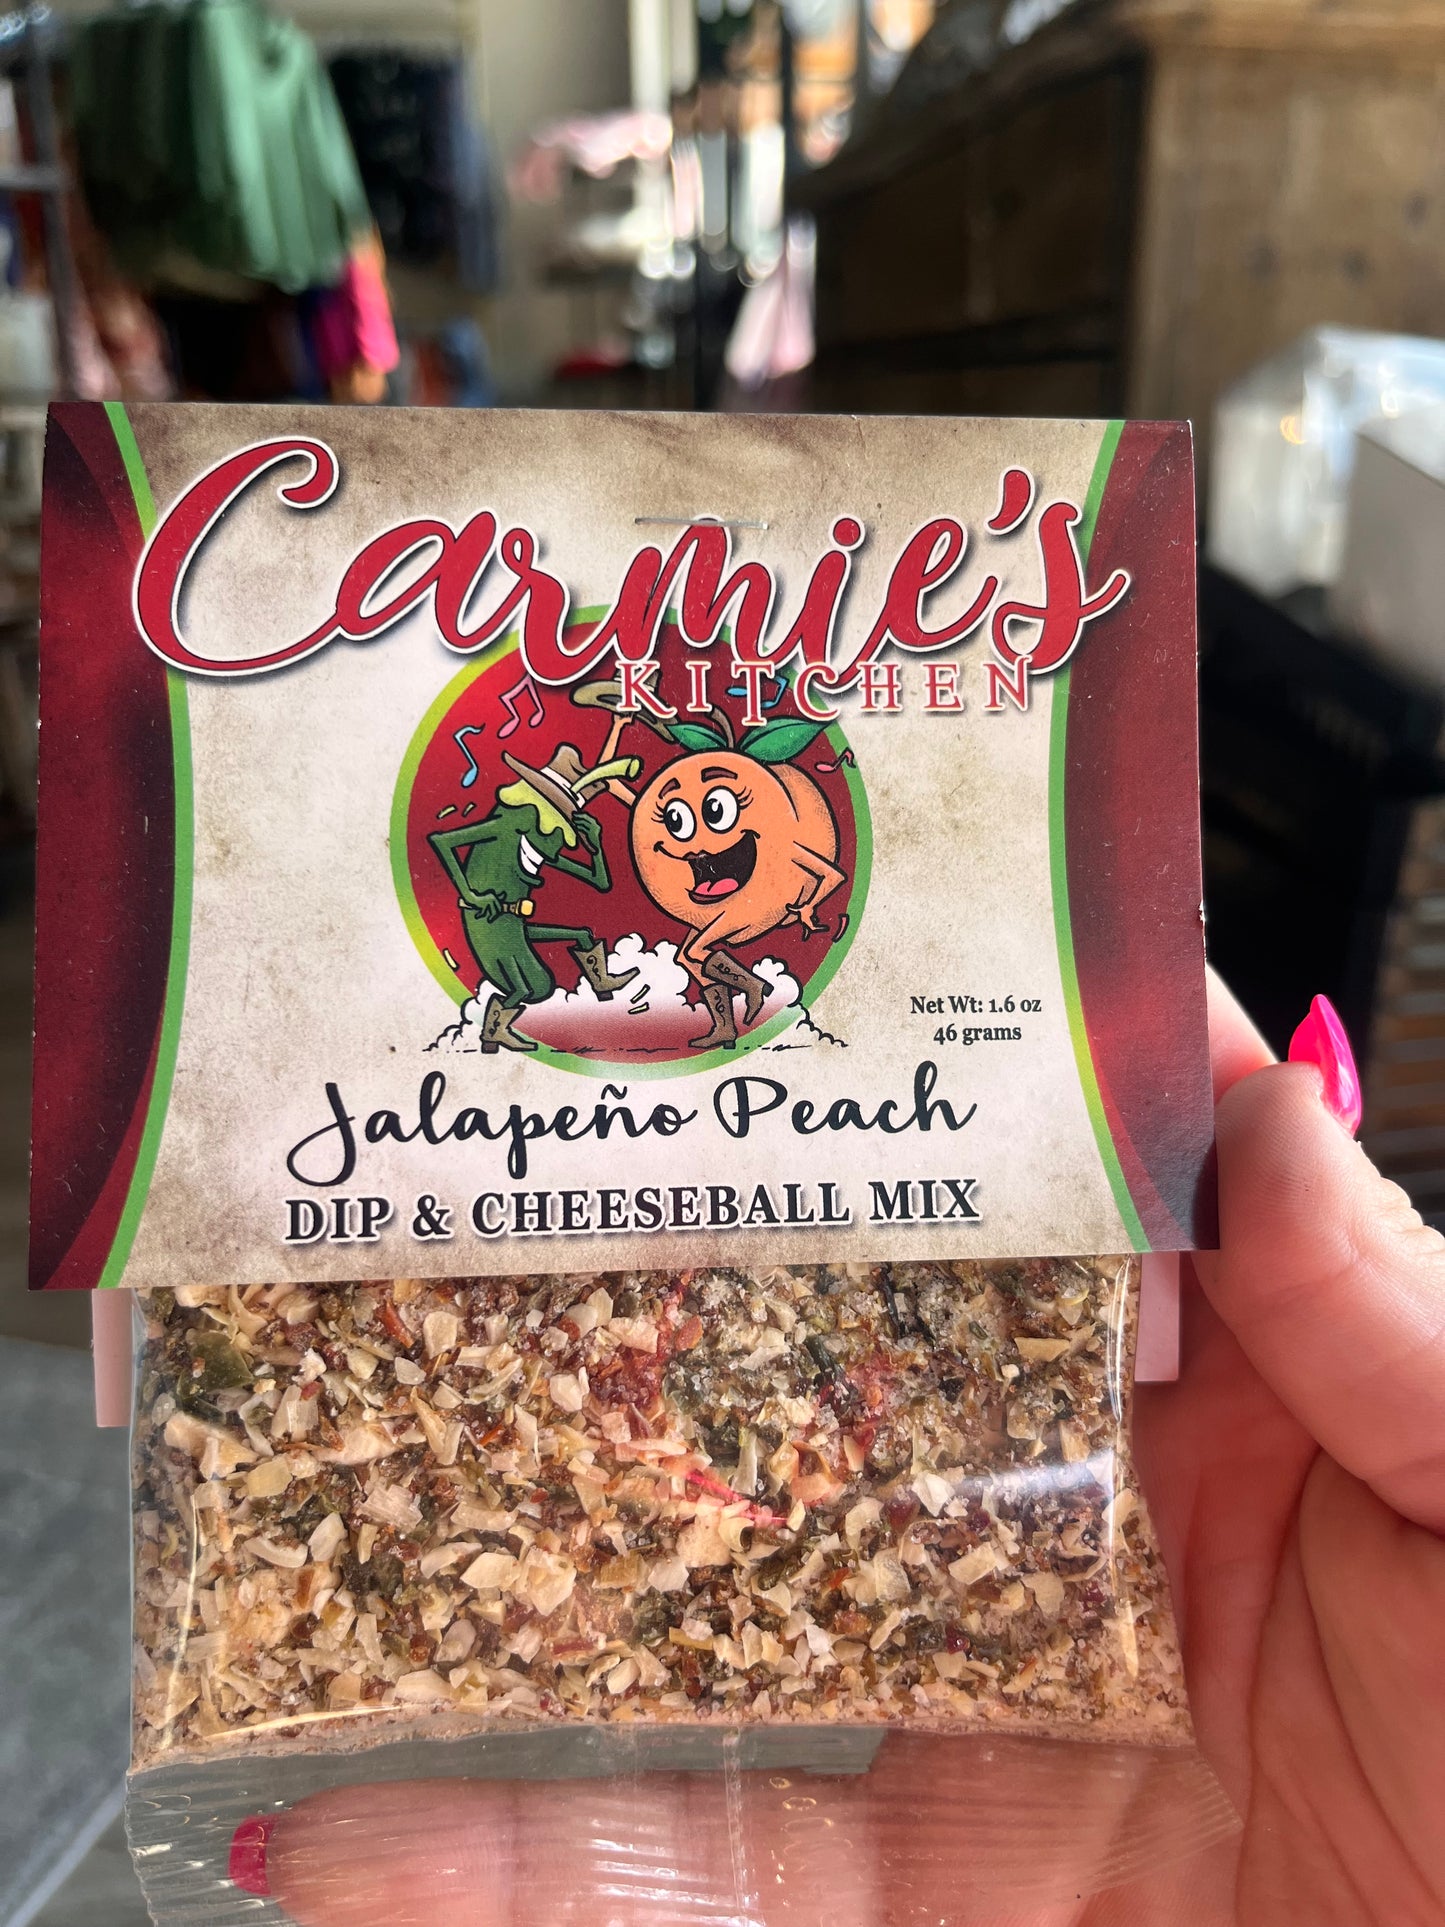 Carmie's
KITCHEN
Net Wt: 1.6 oz
46 grams
Jalapeño Peach
DIP & CHEESEBALL MIX